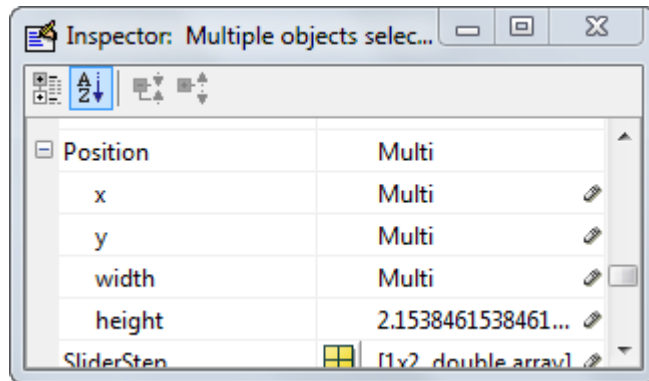 Inspector: Multiple objects selec...
Position Multi
x Multi
y Multi
width Multi
height 2.1538461538461...
SliderStep [1x2 double array]